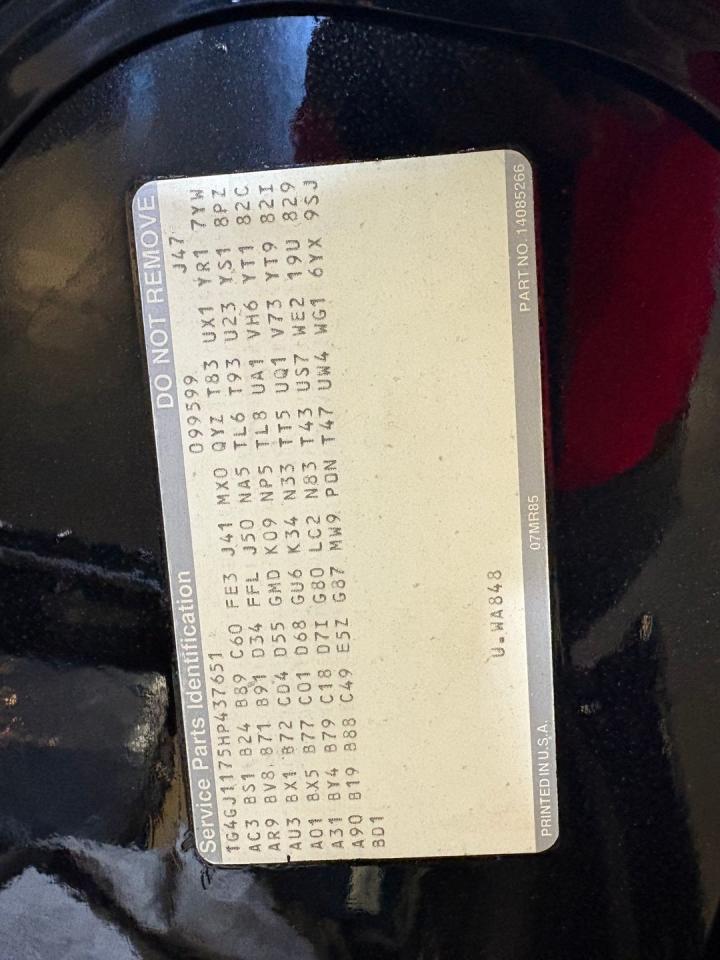 Service Parts Identification DO NOT REMOVE
1G4GJ1175HP437651 099599 J47
AC3 BS1 B24 B89 C60 FE3 J41 MX0 QYZ T83 UX1 YR1 7YW
AR9 BV8 B71 B91 D34 FFL J50 NA5 TL6 T93 U23 YS1 8PZ
AU3 BX1 B72 CD4 D55 GMD K09 NP5 TL8 UA1 VH6 YT1 82C
A01 BX5 B77 C01 D68 GU6 K34 N33 TT5 UQ1 V73 YT9 82I
A31 BY4 B79 C18 D7I G80 LC2 N83 T43 US7 WE2 19U 829
A90 B19 B88 C49 E5Z G87 MW9 PDN T47 UW4 WG1 6YX 9SJ
BD1
U.WA848
PRINTED IN U.S.A. 07MR85 PART NO. 14085266